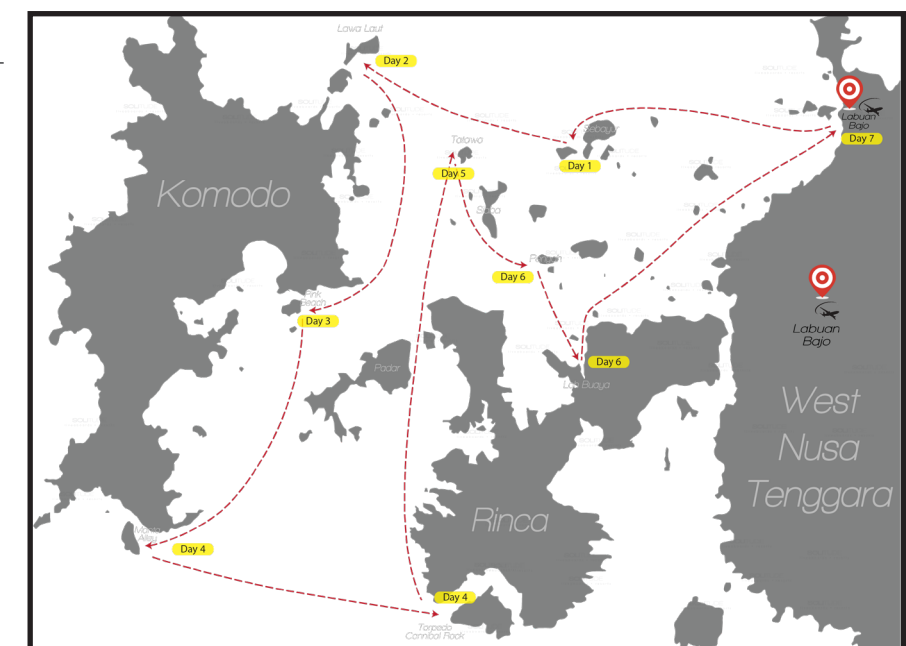 Lawa Laut
Day 2
Labuan
Bajo
Day 7
Sebayur
Day 1
Tatawa
Day 5
Komodo
Day 6
Pink
Beach
Day 3
Labuan
Bajo
Padar
Day 6
Loh Buaya
West
Nusa
Tenggara
Rinca
Manta
Alley
Day 4
Day 4
Torpedo
Cannibal Rock